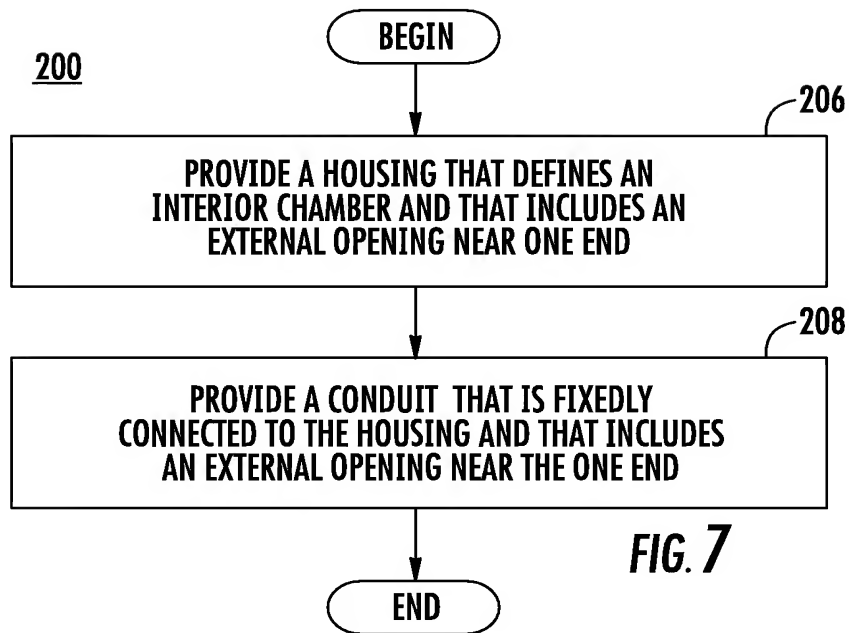 BEGIN
200
206
PROVIDE A HOUSING THAT DEFINES AN
INTERIOR CHAMBER AND THAT INCLUDES AN
EXTERNAL OPENING NEAR ONE END
208
PROVIDE A CONDUIT THAT IS FIXEDLY
CONNECTED TO THE HOUSING AND THAT INCLUDES
AN EXTERNAL OPENING NEAR THE ONE END
FIG. 7
END